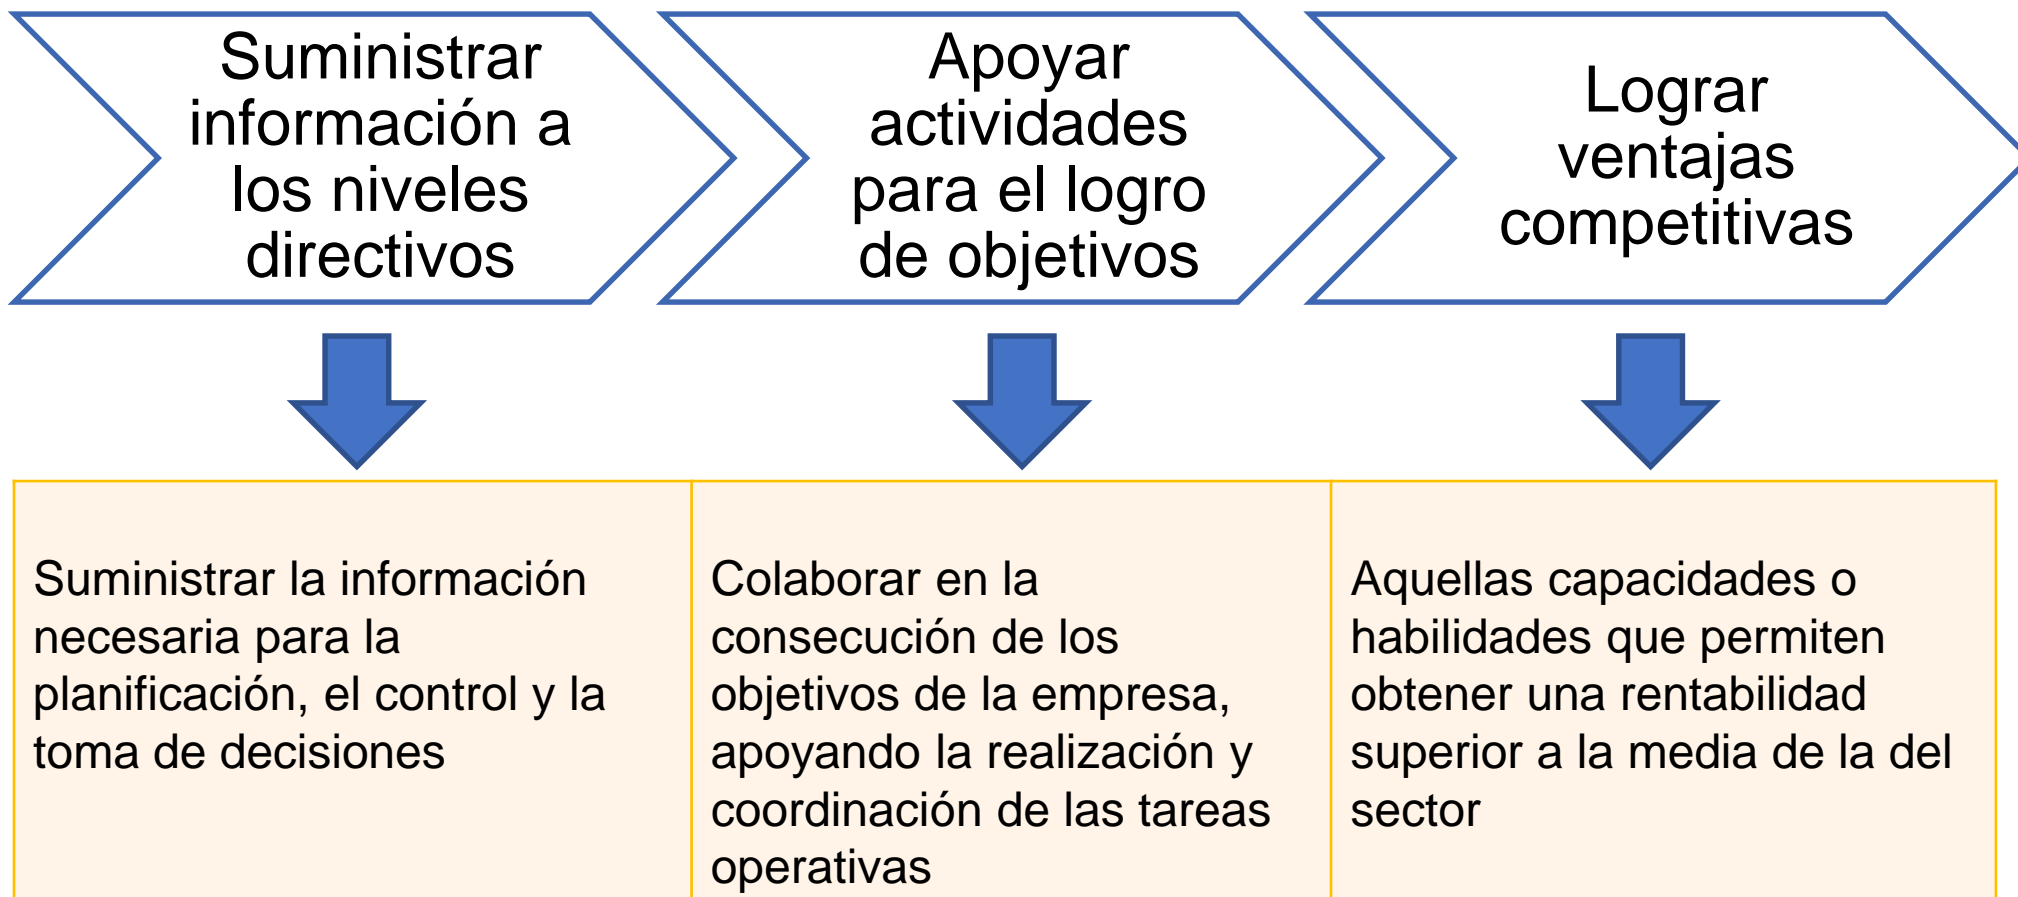 Suministrar
información a
los niveles
directivos
Apoyar
actividades
para el logro
de objetivos
Lograr
ventajas
competitivas
Suministrar la información
necesaria para la
planificación, el control y la
toma de decisiones
Colaborar en la
consecución de los
objetivos de la empresa,
apoyando la realización y
coordinación de las tareas
operativas
Aquellas capacidades o
habilidades que permiten
obtener una rentabilidad
superior a la media de la del
sector